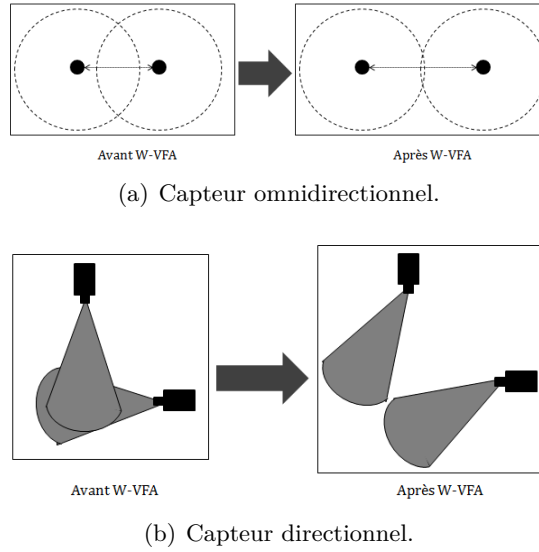 Avant W-VFA Après W-VFA
(a) Capteur omnidirectionnel.
Avant W-VFA Après W-VFA
(b) Capteur directionnel.